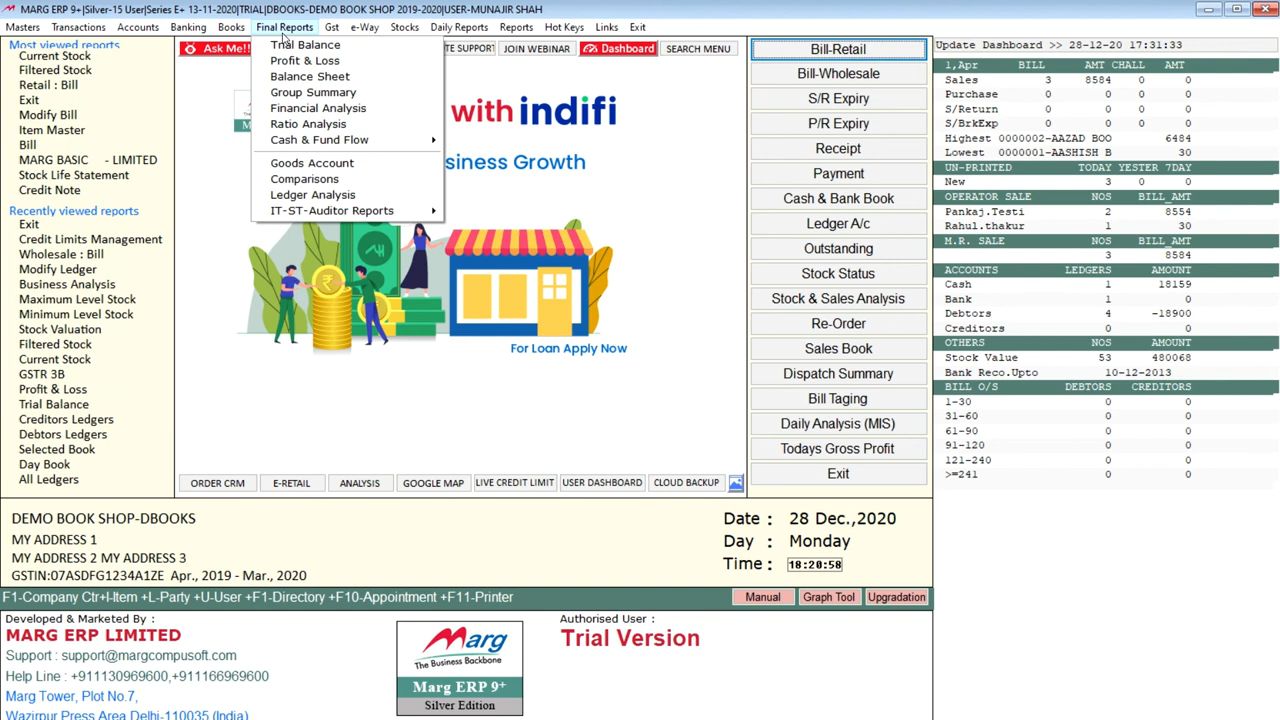 MARG ERP 9+|Silver-15 User|Series E+ 13-11-2020|TRIAL|DBOOKS-DEMO BOOK SHOP 2019-2020|USER-MUNAJIR SHAH
Masters Transactions Accounts Banking Books Final Reports Gst e-Way Stocks Daily Reports Reports Hot Keys Links Exit
Most viewed reports
Current Stock
Filtered Stock
Retail : Bill
Exit
Modify Bill
Item Master
Bill
MARG BASIC - LIMITED
Stock Life Statement
Credit Note
Recently viewed reports
Exit
Credit Limits Management
Wholesale : Bill
Modify Ledger
Business Analysis
Maximum Level Stock
Minimum Level Stock
Stock Valuation
Filtered Stock
Current Stock
GSTR 3B
Profit & Loss
Trial Balance
Creditors Ledgers
Debtors Ledgers
Selected Book
Day Book
All Ledgers
Ask Me!!
TE SUPPORT JOIN WEBINAR Dashboard SEARCH MENU
Trial Balance
Profit & Loss
Balance Sheet
Group Summary
Financial Analysis
Ratio Analysis
Cash & Fund Flow
Goods Account
Comparisons
Ledger Analysis
IT-ST-Auditor Reports
with indifi
siness Growth
For Loan Apply Now
ORDER CRM E-RETAIL ANALYSIS GOOGLE MAP LIVE CREDIT LIMIT USER DASHBOARD CLOUD BACKUP
Bill-Retail
Bill-Wholesale
S/R Expiry
P/R Expiry
Receipt
Payment
Cash & Bank Book
Ledger A/c
Outstanding
Stock Status
Stock & Sales Analysis
Re-Order
Sales Book
Dispatch Summary
Bill Taging
Daily Analysis (MIS)
Todays Gross Profit
Exit
Update Dashboard >> 28-12-20 17:31:33
1,Apr BILL AMT CHALL AMT
Sales 3 8584 0 0
Purchase 0 0 0 0
S/Return 0 0 0 0
S/BrkExp 0 0 0 0
Highest 0000002-AAZAD BOO 6484
Lowest 0000001-AASHISH B 30
UN-PRINTED TODAY YESTER 7DAY
New 3 0 0
OPERATOR SALE NOS BILL_AMT
Pankaj.Testi 2 8554
Rahul.thakur 1 30
M.R. SALE NOS BILL_AMT
3 8584
ACCOUNTS LEDGERS AMOUNT
Cash 1 18159
Bank 1 0
Debtors 4 -18900
Creditors 0 0
OTHERS NOS AMOUNT
Stock Value 53 480068
Bank Reco.Upto 10-12-2013
BILL O/S DEBTORS CREDITORS
1-30 0 0
31-60 0 0
61-90 0 0
91-120 0 0
121-240 0 0
>=241 0 0
DEMO BOOK SHOP-DBOOKS
MY ADDRESS 1
MY ADDRESS 2 MY ADDRESS 3
GSTIN:07ASDFG1234A1ZE Apr., 2019 - Mar., 2020
Date : 28 Dec.,2020
Day : Monday
Time : 18:20:58
F1-Company Ctr+I-Item +L-Party +U-User +F1-Directory +F10-Appointment +F11-Printer
Manual Graph Tool Upgradation
Developed & Marketed By :
MARG ERP LIMITED
Support : support@margcompusoft.com
Help Line : +911130969600,+911166969600
Marg Tower, Plot No.7,
Wazirpur Press Area Delhi-110035 (India)
Marg
The Business Backbone
Marg ERP 9+
Silver Edition
Authorised User :
Trial Version